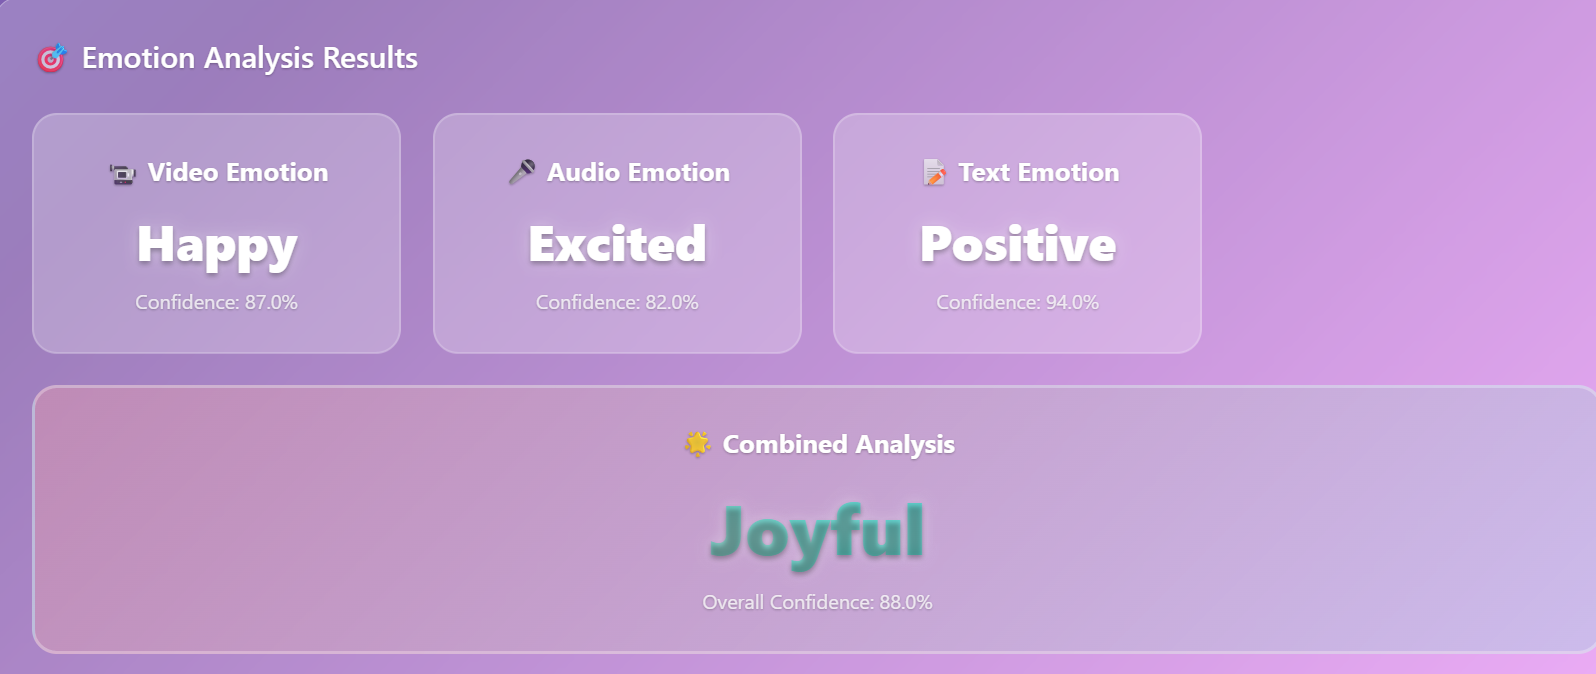 Emotion Analysis Results
Video Emotion
Happy
Confidence: 87.0%
Audio Emotion
Excited
Confidence: 82.0%
Text Emotion
Positive
Confidence: 94.0%
Combined Analysis
Joyful
Overall Confidence: 88.0%